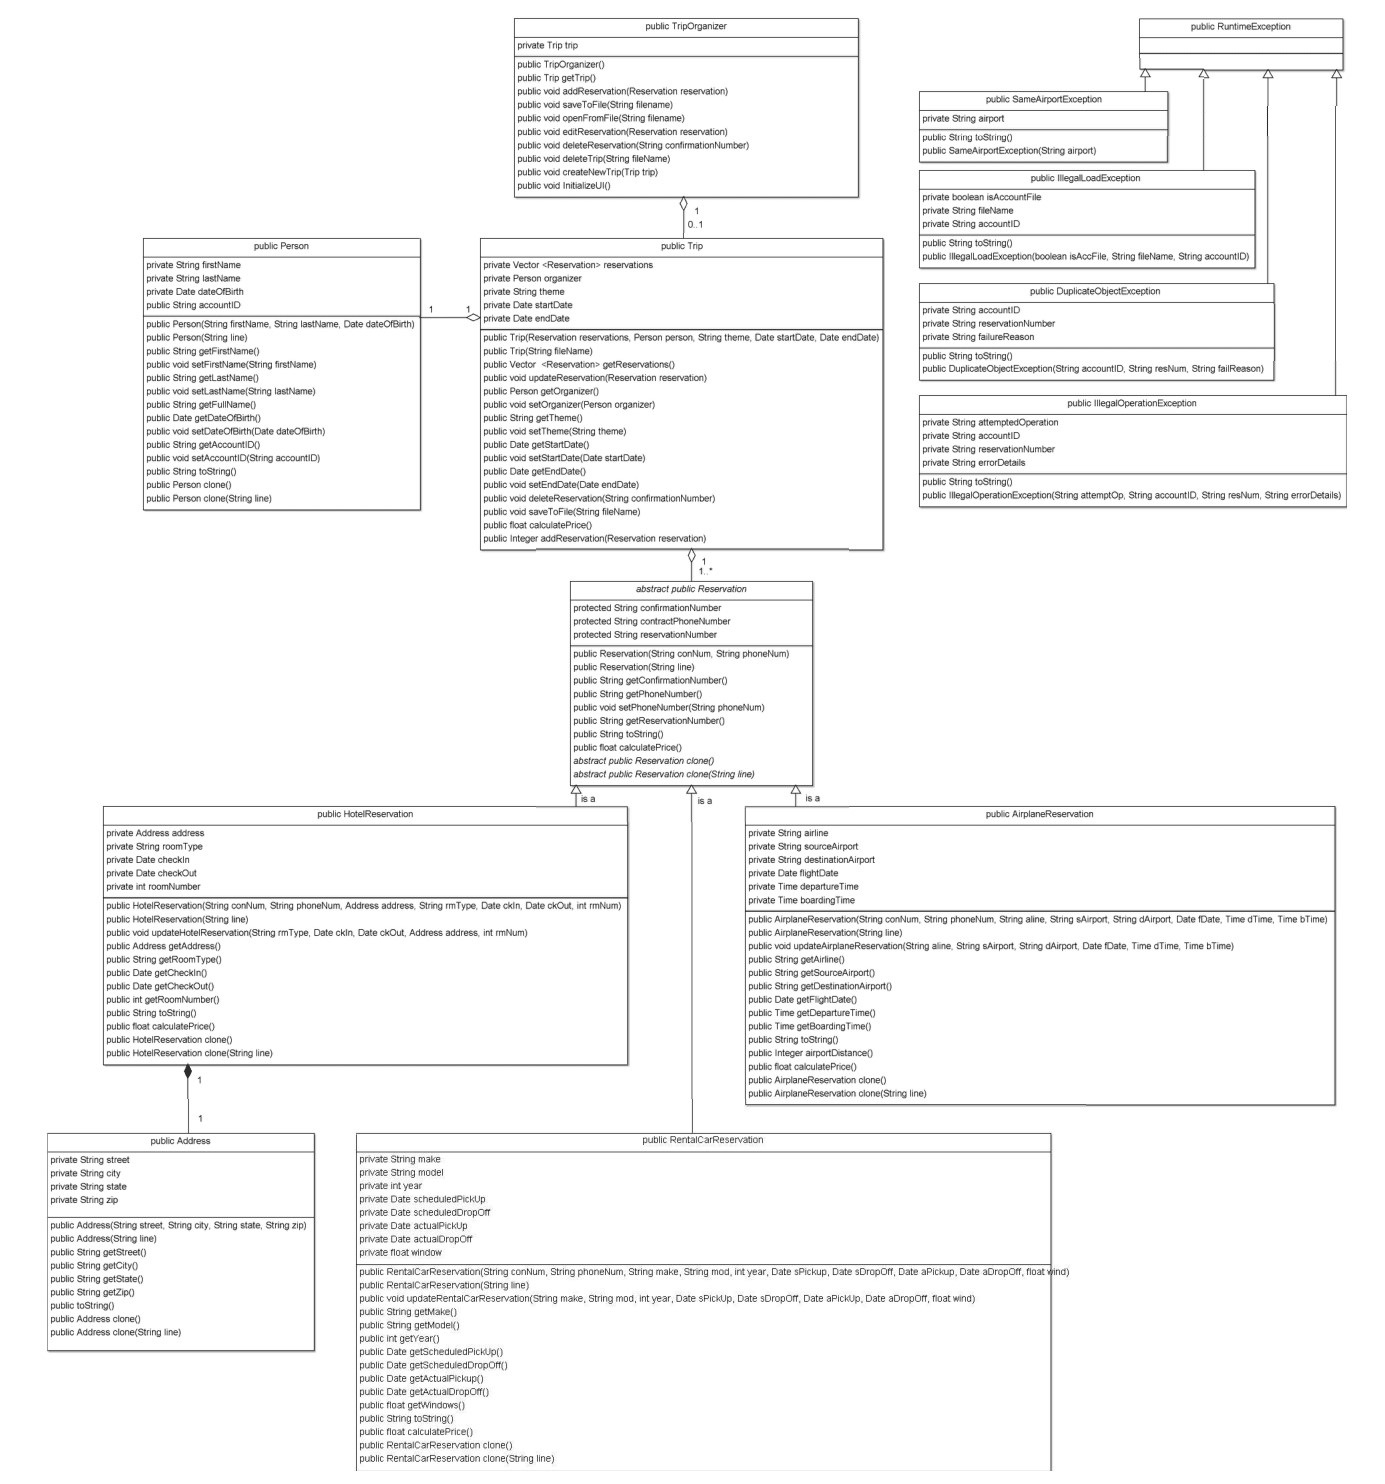 public TripOrganizer
private Trip trip
public TripOrganizer()
public Trip getTrip()
public void addReservation(Reservation reservation)
public void saveToFile(String filename)
public void openFromFile(String filename)
public void editReservation(Reservation reservation)
public void deleteReservation(String confirmationNumber)
public void deleteTrip(String fileName)
public void createNewTrip(Trip trip)
public void InitializeUI()
1
0..1
public RuntimeException
public SameAirportException
private String airport
public String toString()
public SameAirportException(String airport)
public IllegalLoadException
private boolean isAccountFile
private String fileName
private String accountID
public String toString()
public IllegalLoadException(boolean isAccFile, String fileName, String accountID)
public DuplicateObjectException
private String accountID
private String reservationNumber
private String failureReason
public String toString()
public DuplicateObjectException(String accountID, String resNum, String failReason)
public IllegalOperationException
private String attemptedOperation
private String accountID
private String reservationNumber
private String errorDetails
public String toString()
public IllegalOperationException(String attemptOp, String accountID, String resNum, String errorDetails)
public Person
private String firstName
private String lastName
private Date dateOfBirth
public String accountID
public Person(String firstName, String lastName, Date dateOfBirth)
public Person(String line)
public String getFirstName()
public void setFirstName(String firstName)
public String getLastName()
public void setLastName(String lastName)
public String getFullName()
public Date getDateOfBirth()
public void setDateOfBirth(Date dateOfBirth)
public String getAccountID()
public void setAccountID(String accountID)
public String toString()
public Person clone()
public Person clone(String line)
1 1
public Trip
private Vector <Reservation> reservations
private Person organizer
private String theme
private Date startDate
private Date endDate
public Trip(Reservation reservations, Person person, String theme, Date startDate, Date endDate)
public Trip(String fileName)
public Vector <Reservation> getReservations()
public void updateReservation(Reservation reservation)
public Person getOrganizer()
public void setOrganizer(Person organizer)
public String getTheme()
public void setTheme(String theme)
public Date getStartDate()
public void setStartDate(Date startDate)
public Date getEndDate()
public void setEndDate(Date endDate)
public void deleteReservation(String confirmationNumber)
public void saveToFile(String fileName)
public float calculatePrice()
public Integer addReservation(Reservation reservation)
1
1..*
abstract public Reservation
protected String confirmationNumber
protected String contractPhoneNumber
protected String reservationNumber
public Reservation(String conNum, String phoneNum)
public Reservation(String line)
public String getConfirmationNumber()
public String getPhoneNumber()
public void setPhoneNumber(String phoneNum)
public String getReservationNumber()
public String toString()
public float calculatePrice()
abstract public Reservation clone()
abstract public Reservation clone(String line)
is a
is a
is a
public HotelReservation
private Address address
private String roomType
private Date checkIn
private Date checkOut
private int roomNumber
public HotelReservation(String conNum, String phoneNum, Address address, String rmType, Date ckIn, Date ckOut, int rmNum)
public HotelReservation(String line)
public void updateHotelReservation(String rmType, Date ckIn, Date ckOut, Address address, int rmNum)
public Address getAddress()
public String getRoomType()
public Date getCheckIn()
public Date getCheckOut()
public int getRoomNumber()
public String toString()
public float calculatePrice()
public HotelReservation clone()
public HotelReservation clone(String line)
1
1
public AirplaneReservation
private String airline
private String sourceAirport
private String destinationAirport
private Date flightDate
private Time departureTime
private Time boardingTime
public AirplaneReservation(String conNum, String phoneNum, String aline, String sAirport, String dAirport, Date fDate, Time dTime, Time bTime)
public AirplaneReservation(String line)
public void updateAirplaneReservation(String aline, String sAirport, String dAirport, Date fDate, Time dTime, Time bTime)
public String getAirline()
public String getSourceAirport()
public String getDestinationAirport()
public Date getFlightDate()
public Time getDepartureTime()
public Time getBoardingTime()
public String toString()
public Integer airportDistance()
public float calculatePrice()
public AirplaneReservation clone()
public AirplaneReservation clone(String line)
public Address
private String street
private String city
private String state
private String zip
public Address(String street, String city, String state, String zip)
public Address(String line)
public String getStreet()
public String getCity()
public String getState()
public String getZip()
public toString()
public Address clone()
public Address clone(String line)
public RentalCarReservation
private String make
private String model
private int year
private Date scheduledPickUp
private Date scheduledDropOff
private Date actualPickUp
private Date actualDropOff
private float window
public RentalCarReservation(String conNum, String phoneNum, String make, String mod, int year, Date sPickup, Date sDropOff, Date aPickup, Date aDropOff, float wind)
public RentalCarReservation(String line)
public void updateRentalCarReservation(String make, String mod, int year, Date sPickUp, Date sDropOff, Date aPickUp, Date aDropOff, float wind)
public String getMake()
public String getModel()
public int getYear()
public Date getScheduledPickUp()
public Date getScheduledDropOff()
public Date getActualPickup()
public Date getActualDropOff()
public float getWindows()
public String toString()
public float calculatePrice()
public RentalCarReservation clone()
public RentalCarReservation clone(String line)